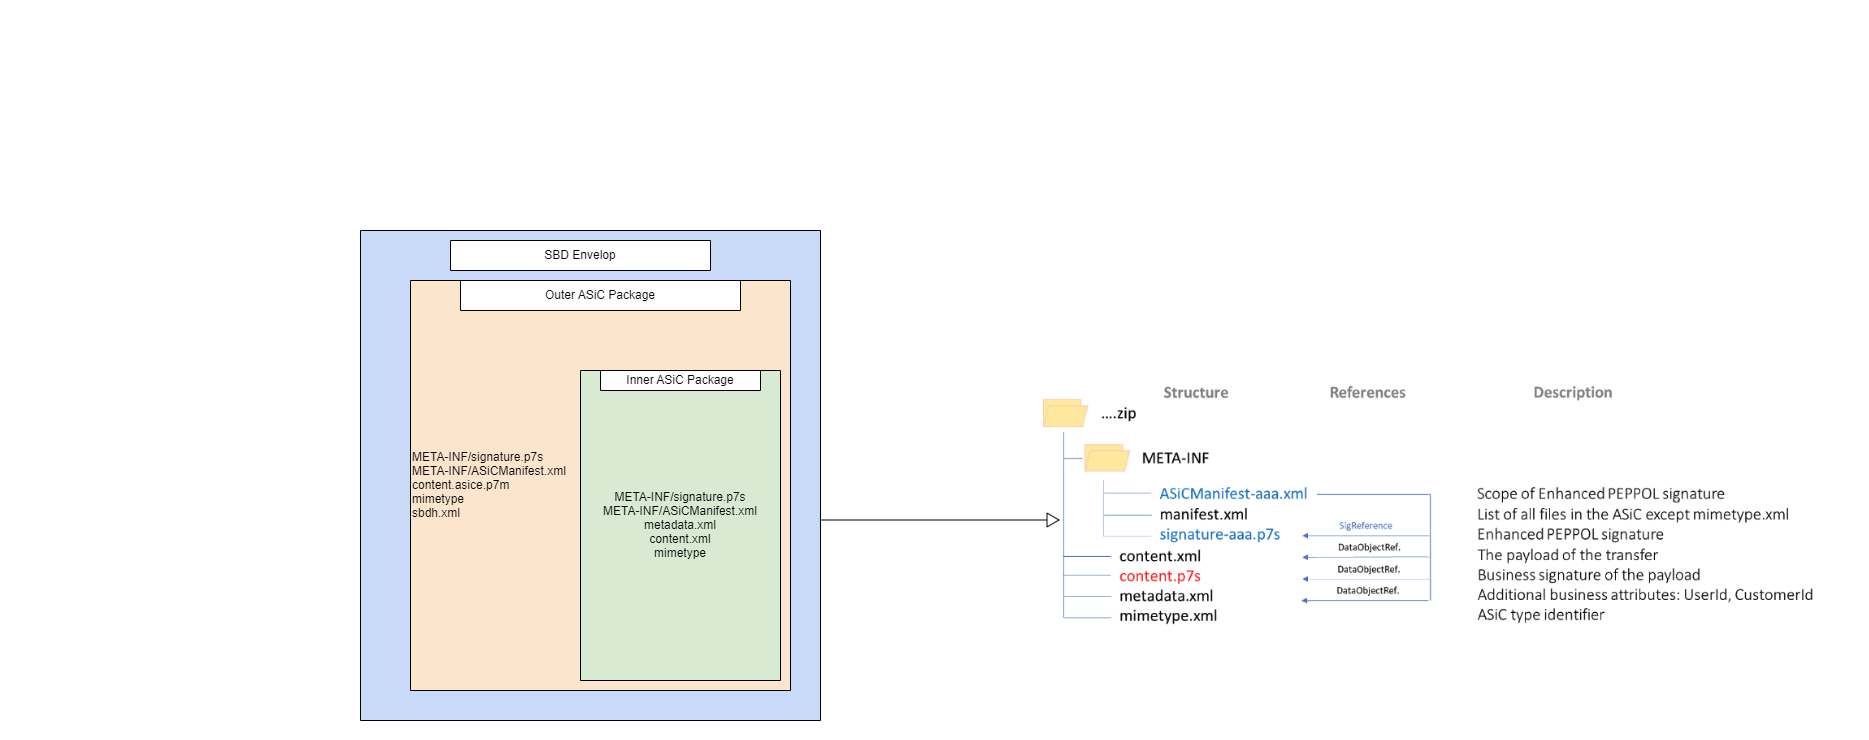 SBD Envelop
Outer ASiC Package
Inner ASiC Package
META-INF/signature.p7s
META-INF/ASiCManifest.xml
content.asice.p7m
mimetype
sbdh.xml
META-INF/signature.p7s
META-INF/ASiCManifest.xml
metadata.xml
content.xml
mimetype
Structure References Description
....zip
META-INF
ASiCManifest-aaa.xml Scope of Enhanced PEPPOL signature
manifest.xml List of all files in the ASiC except mimetype.xml
signature-aaa.p7s SigReference Enhanced PEPPOL signature
content.xml DataObjectRef. The payload of the transfer
content.p7s DataObjectRef. Business signature of the payload
metadata.xml DataObjectRef. Additional business attributes: UserId, CustomerId
mimetype.xml ASiC type identifier